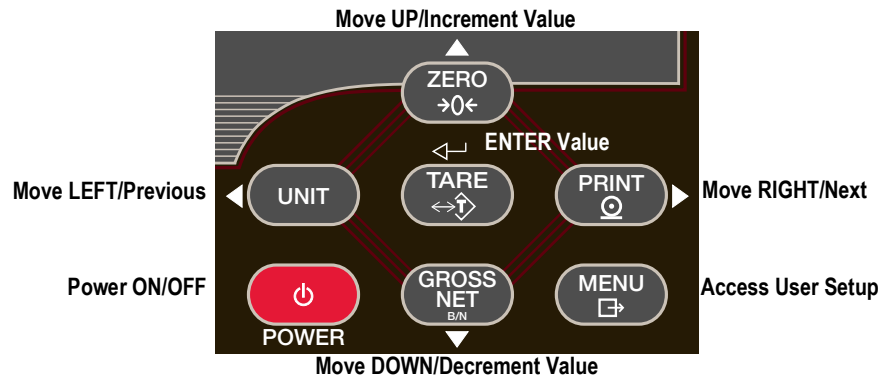 Move UP/Increment Value
ZERO
→0←
ENTER Value
Move LEFT/Previous
UNIT
TARE
T
PRINT
Move RIGHT/Next
Power ON/OFF
POWER
GROSS
NET
B/N
MENU
Access User Setup
Move DOWN/Decrement Value